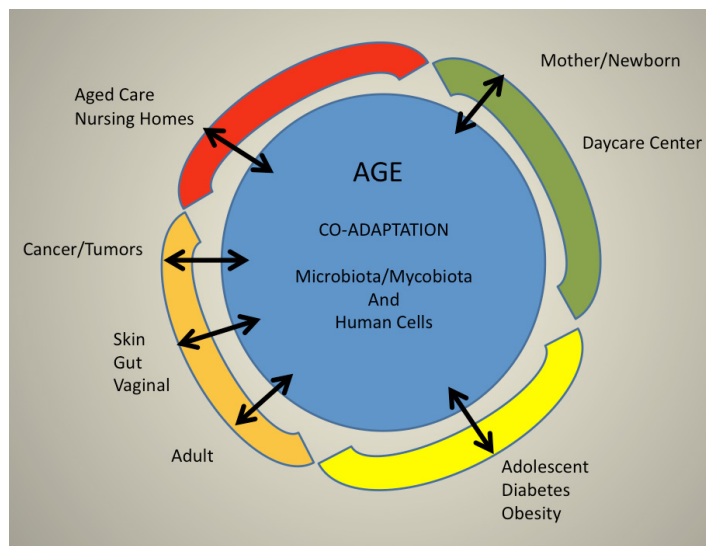 Mother/Newborn
Daycare Center
Aged Care
Nursing Homes
AGE
CO-ADAPTATION
Microbiota/Mycobiota
And
Human Cells
Cancer/Tumors
Skin
Gut
Vaginal
Adult
Adolescent
Diabetes
Obesity